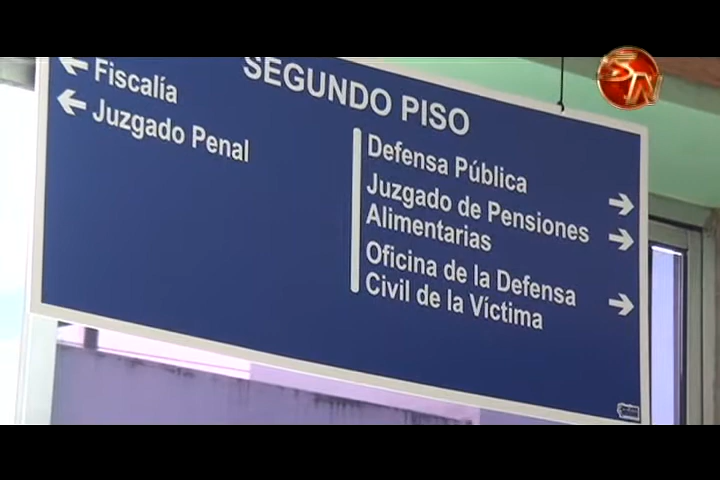 SEGUNDO PISO
Fiscalía
Juzgado Penal
Defensa Pública
Juzgado de Pensiones
Alimentarias
Oficina de la Defensa
Civil de la Víctima